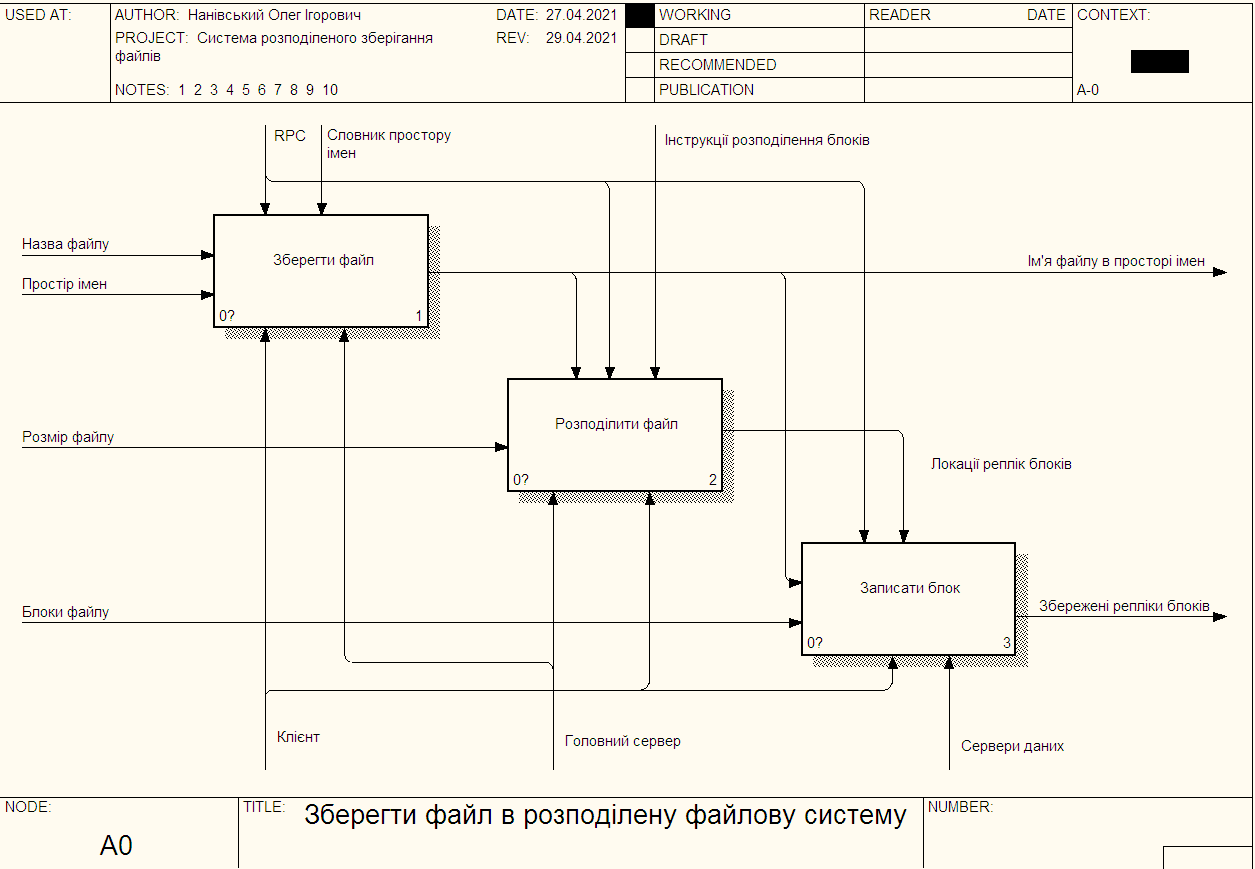 USED AT:
AUTHOR: Нанівський Олег Ігорович
DATE: 27.04.2021
PROJECT: Система розподіленого зберігання
файлів
REV: 29.04.2021
NOTES: 1 2 3 4 5 6 7 8 9 10
WORKING
DRAFT
RECOMMENDED
PUBLICATION
READER DATE
CONTEXT:
A-0
RPC
Словник простору
імен
Інструкції розподілення блоків
Назва файлу
Простір імен
Зберегти файл
0? 1
Ім'я файлу в просторі імен
Розмір файлу
Розподілити файл
0? 2
Локації реплік блоків
Блоки файлу
Записати блок
0? 3
Збережені репліки блоків
Клієнт
Головний сервер
Сервери даних
NODE:
A0
TITLE: Зберегти файл в розподілену файлову систему
NUMBER: